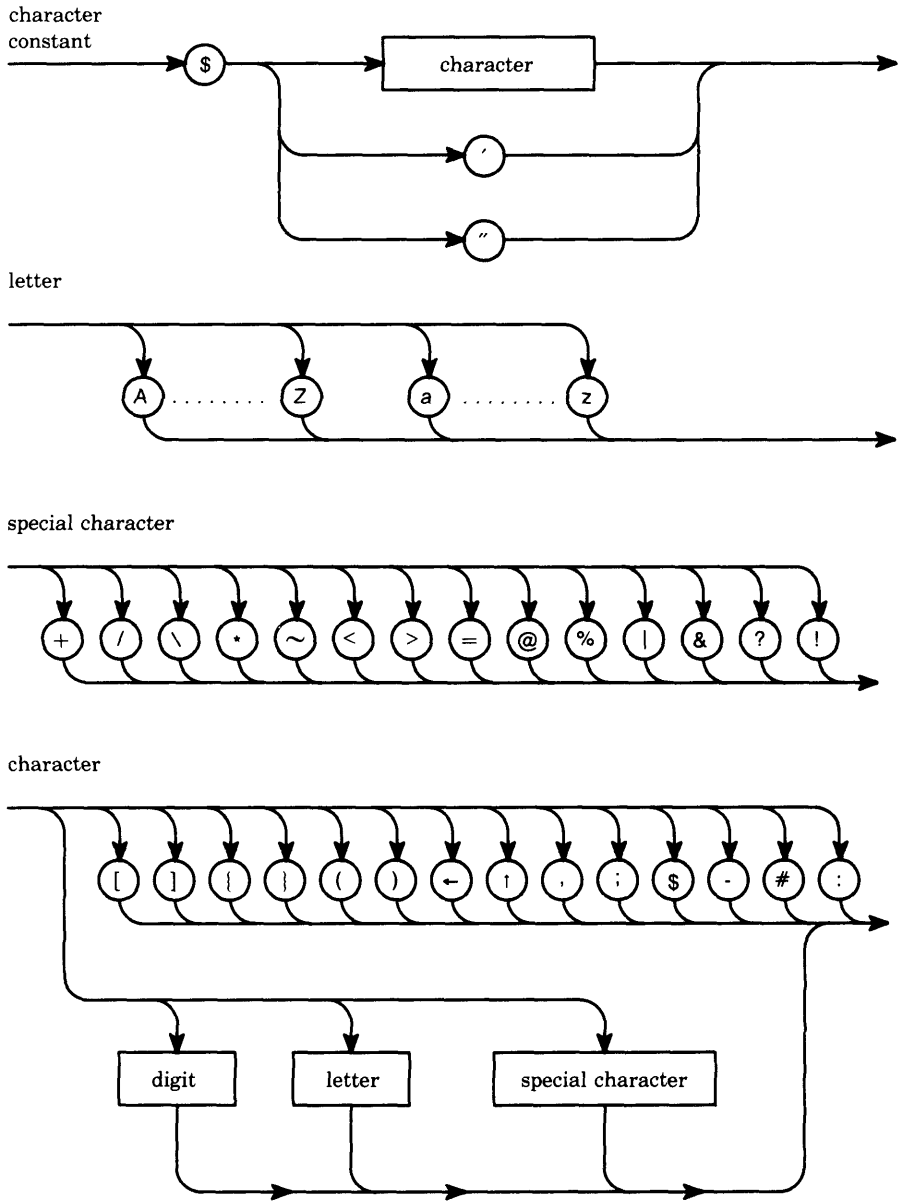 character
constant
$ character
′
″
letter
A ........ Z a ........ z
special character
+ / \ * ~ < > = @ % | & ? !
character
[ ] { } ( ) ← ↑ , ; $ - # :
digit letter special character